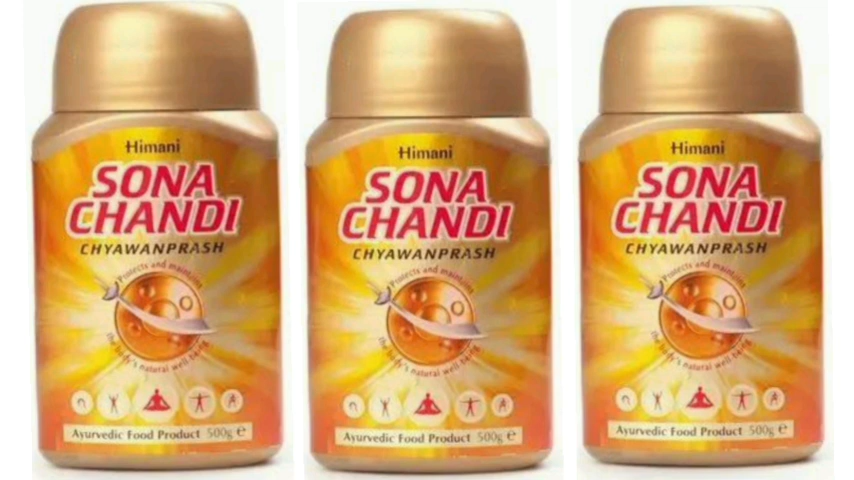 Himani
SONA
CHANDI
CHYAWANPRASH
Protects and maintains
the body's natural well being
Ayurvedic Food Product 500g e
Himani
SONA
CHANDI
CHYAWANPRASH
Protects and maintains
the body's natural well being
Ayurvedic Food Product 500g e
Himani
SONA
CHANDI
CHYAWANPRASH
Protects and maintains
the body's natural well being
Ayurvedic Food Product 500g e